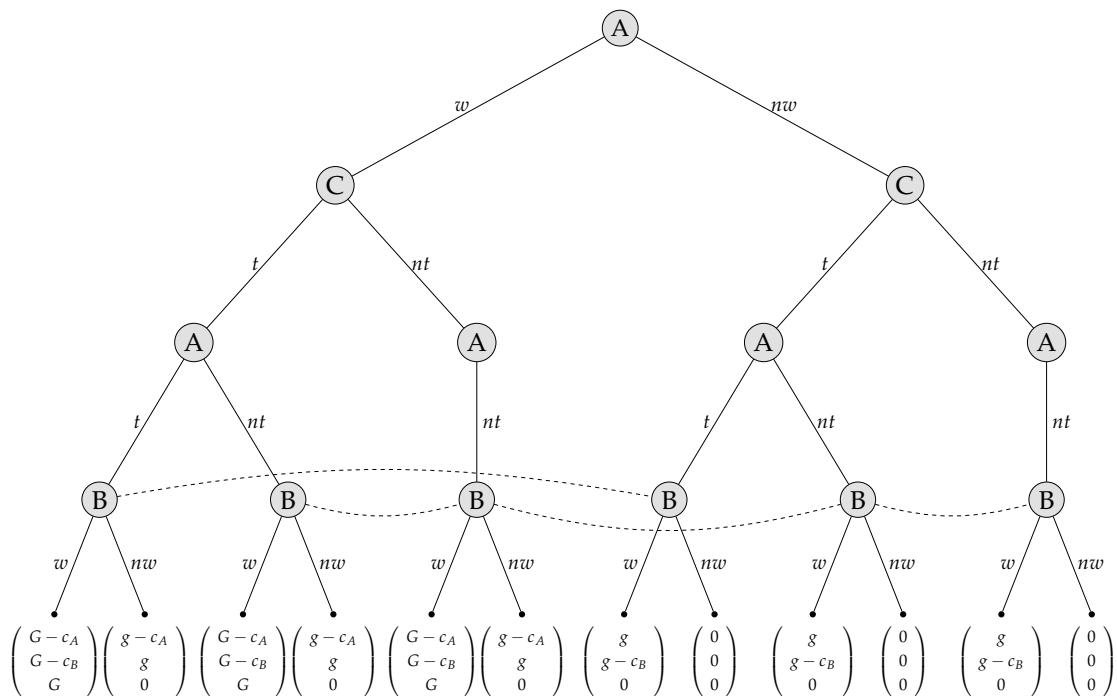 A
w nw
C C
t nt t nt
A A A A
t nt nt t nt nt
B B B B B B
w nw w nw w nw w nw w nw w nw
G − c_A g − c_A G − c_A g − c_A G − c_A g − c_A g 0 g 0 g 0
G − c_B g G − c_B g G − c_B g g − c_B 0 g − c_B 0 g − c_B 0
G 0 G 0 G 0 0 0 0 0 0 0